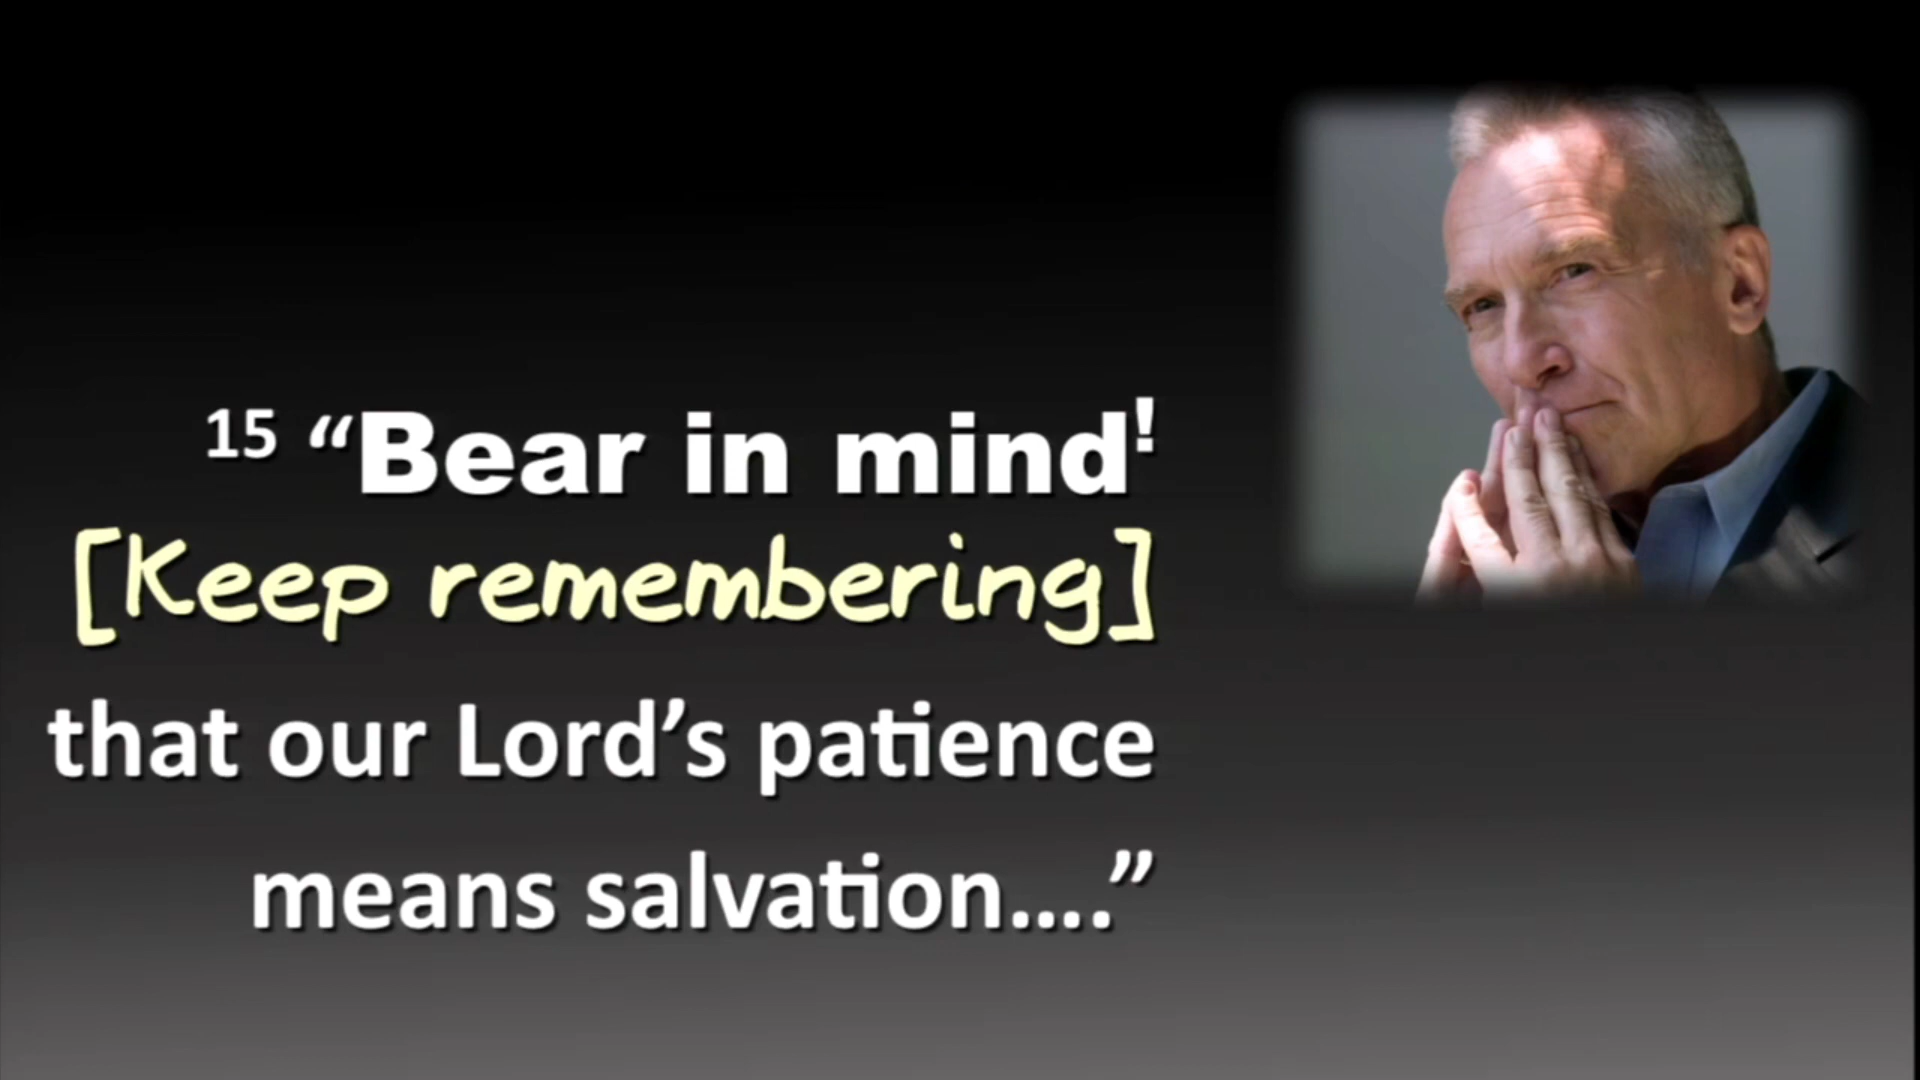 15 “Bear in mind!
[Keep remembering]
that our Lord’s patience
means salvation....”